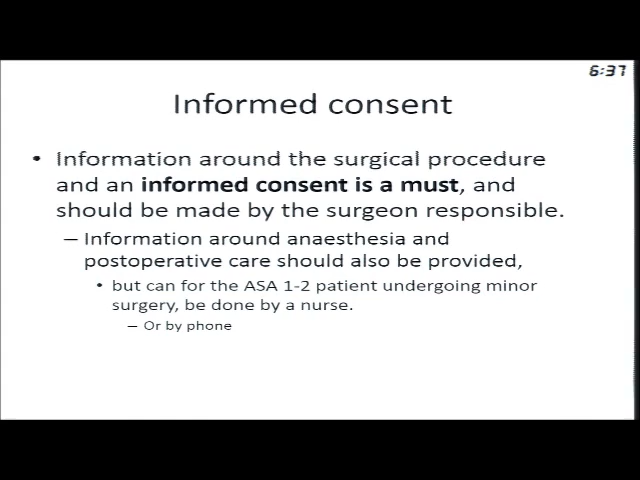 6:37
Informed consent
• Information around the surgical procedure
and an informed consent is a must, and
should be made by the surgeon responsible.
– Information around anaesthesia and
postoperative care should also be provided,
• but can for the ASA 1-2 patient undergoing minor
surgery, be done by a nurse.
– Or by phone